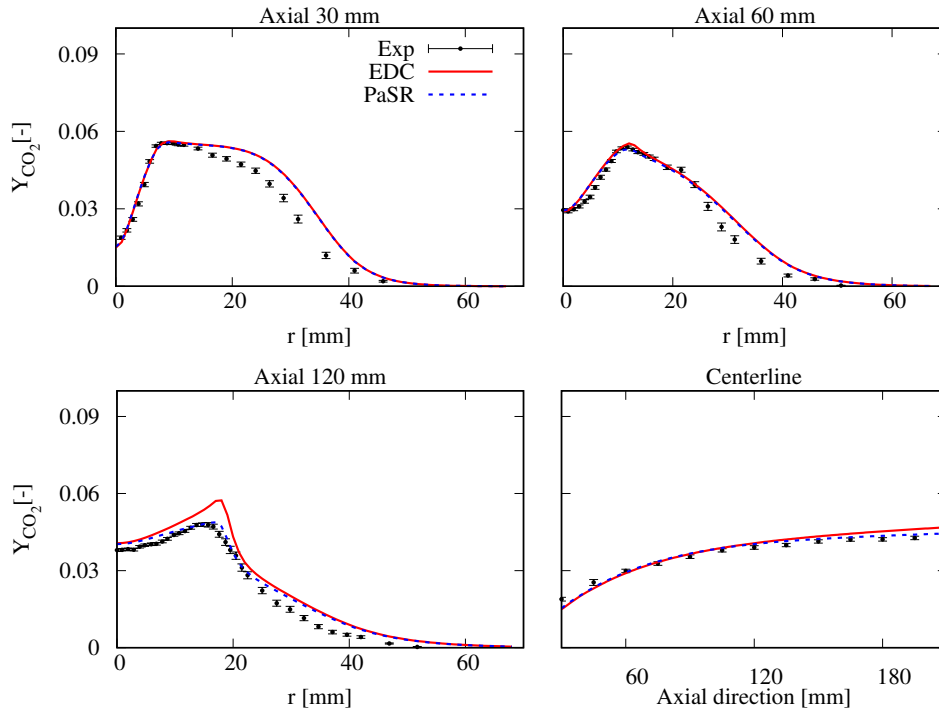 Axial 30 mm
Axial 60 mm
0.09
0.06
0.03
0
Y_CO₂[-]
Exp
EDC
PaSR
0 20 40 60
r [mm]
0 20 40 60
r [mm]
Axial 120 mm
Centerline
0.09
0.06
0.03
0
Y_CO₂[-]
0 20 40 60
r [mm]
60 120 180
Axial direction [mm]